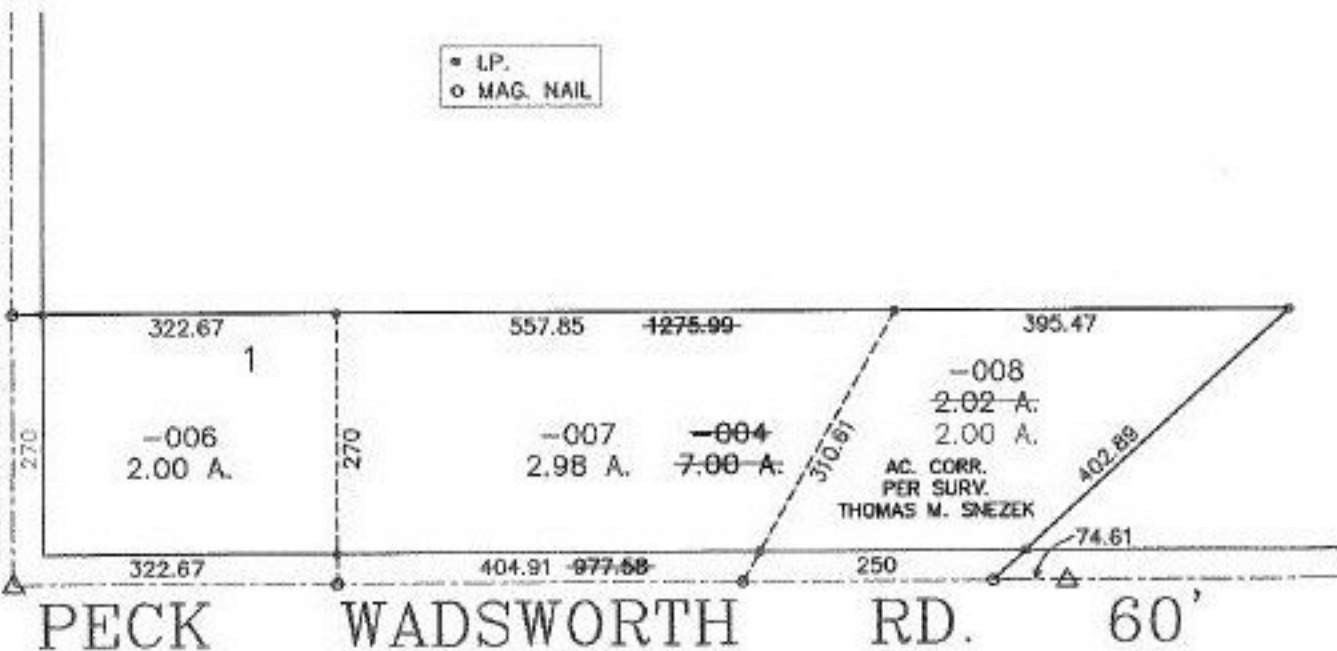 I.P.
MAG. NAIL
322.67
557.85 1275.99
395.47
1
-008
2.02 A.
2.00 A.
270
-006
2.00 A.
270
-007 -004
2.98 A. 7.00 A.
310.61
402.89
AC. CORR.
PER SURV.
THOMAS M. SNEZEK
74.61
322.67
404.91 977.58
250
PECK WADSWORTH RD. 60'